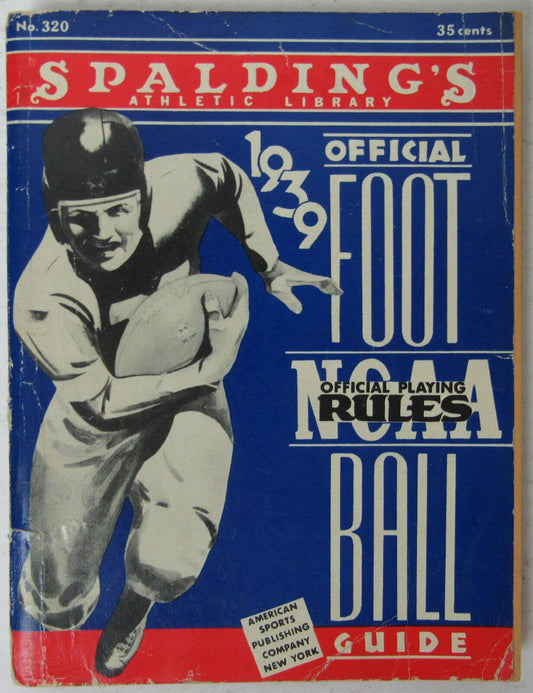 No. 320
35 cents
SPALDING'S
ATHLETIC LIBRARY
1939
OFFICIAL
FOOT
NCAA
OFFICIAL PLAYING
RULES
BALL
GUIDE
AMERICAN
SPORTS
PUBLISHING
COMPANY
NEW YORK